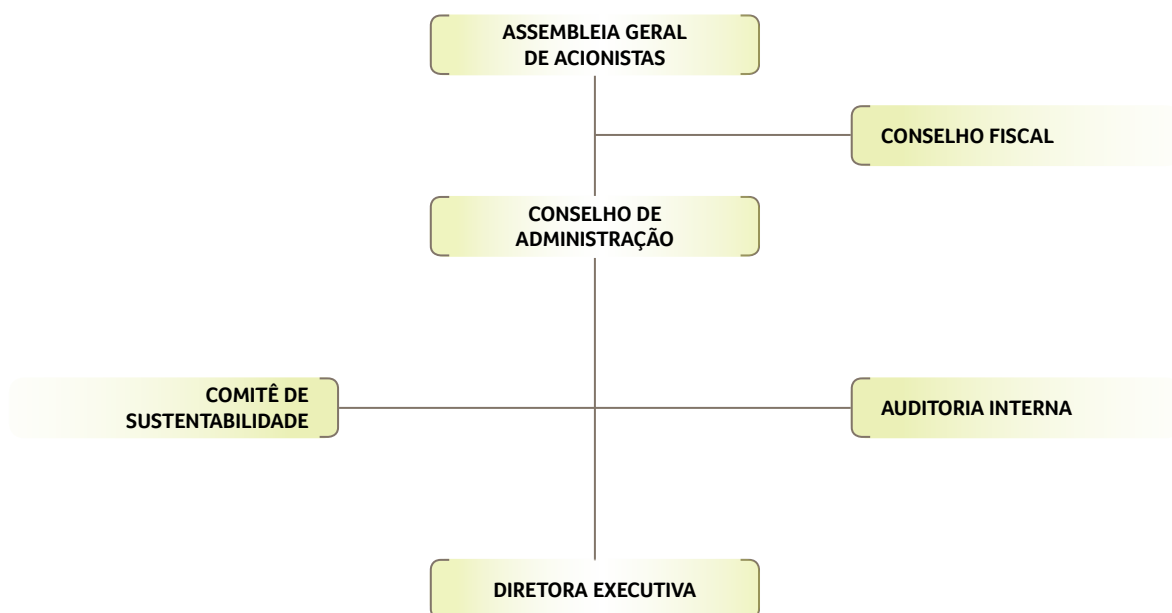 ASSEMBLEIA GERAL
DE ACIONISTAS
CONSELHO FISCAL
CONSELHO DE
ADMINISTRAÇÃO
COMITÊ DE
SUSTENTABILIDADE
AUDITORIA INTERNA
DIRETORA EXECUTIVA